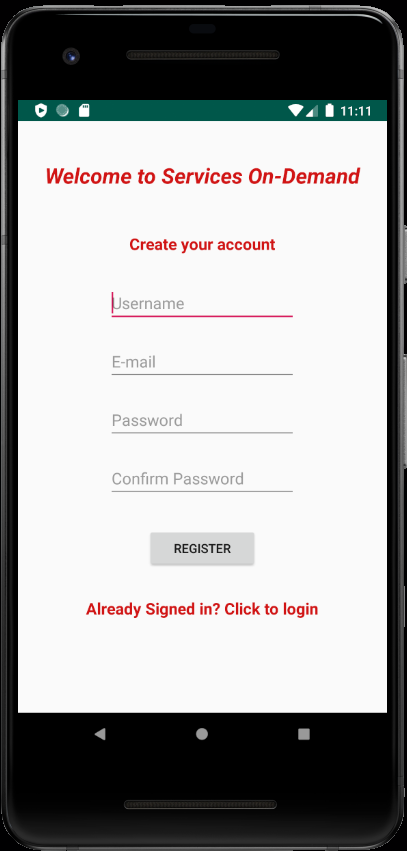 11:11
Welcome to Services On-Demand
Create your account
Username
E-mail
Password
Confirm Password
REGISTER
Already Signed in? Click to login